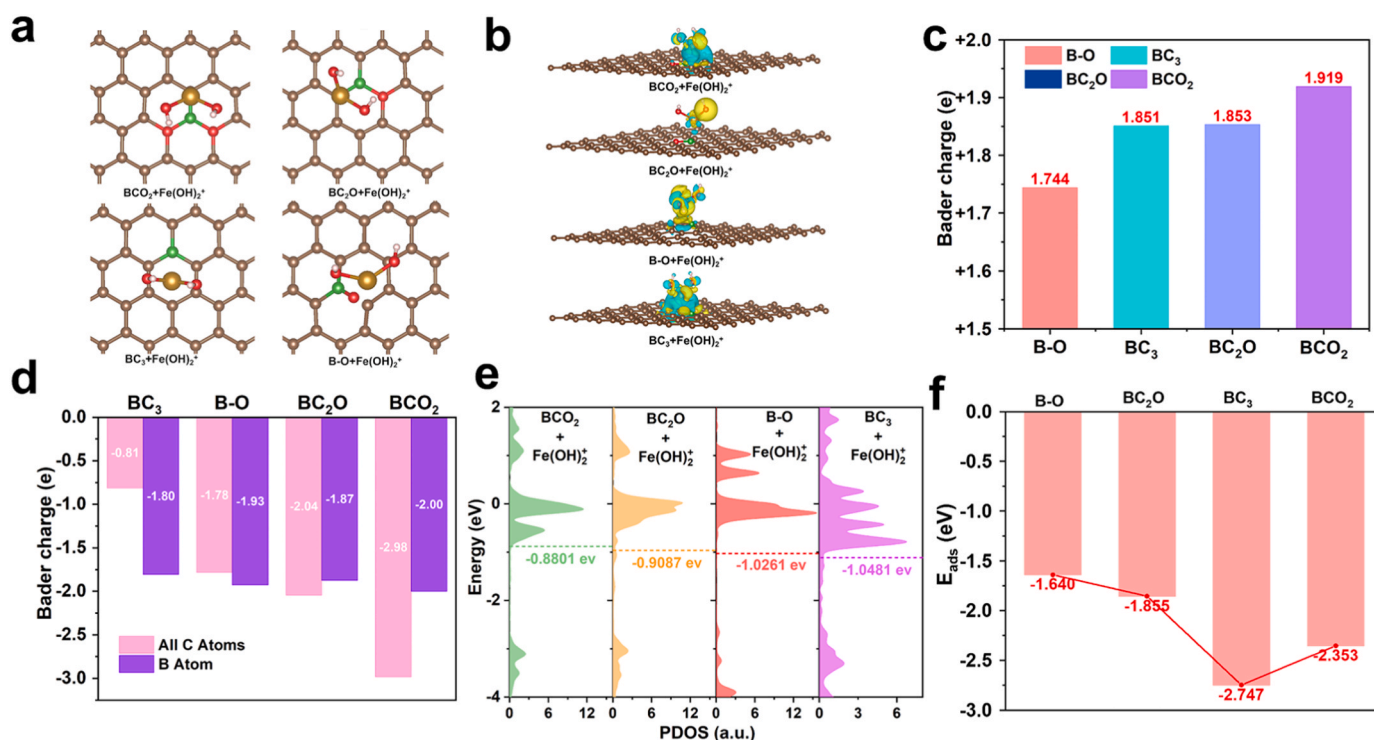 a
BCO₂+Fe(OH)₂⁺
BC₂O+Fe(OH)₂⁺
BC₃+Fe(OH)₂⁺
B-O+Fe(OH)₂⁺
b
BCO₂+Fe(OH)₂⁺
BC₂O+Fe(OH)₂⁺
B-O+Fe(OH)₂⁺
BC₃+Fe(OH)₂⁺
c
Bader charge (e)
+2.0
+1.9
+1.8
+1.7
+1.6
+1.5
B-O
BC₃
BC₂O
BCO₂
1.744
1.851
1.853
1.919
B-O
BC₃
BC₂O
BCO₂
d
BC₃
B-O
BC₂O
BCO₂
Bader charge (e)
0.0
-0.5
-1.0
-1.5
-2.0
-2.5
-3.0
-0.81
-1.80
-1.78
-1.93
-2.04
-1.87
-2.98
-2.00
All C Atoms
B Atom
e
Energy (eV)
2
0
-2
-4
BCO₂
+
Fe(OH)₂⁺
BC₂O
+
Fe(OH)₂⁺
B-O
+
Fe(OH)₂⁺
BC₃
+
Fe(OH)₂⁺
-0.8801 ev
-0.9087 ev
-1.0261 ev
-1.0481 ev
0 3 6 9 12
0 3 6 9 12
0 3 6 9 12
0 3 6
PDOS (a.u.)
f
B-O
BC₂O
BC₃
BCO₂
E_ads (eV)
0.0
-0.5
-1.0
-1.5
-2.0
-2.5
-3.0
-1.640
-1.855
-2.747
-2.353